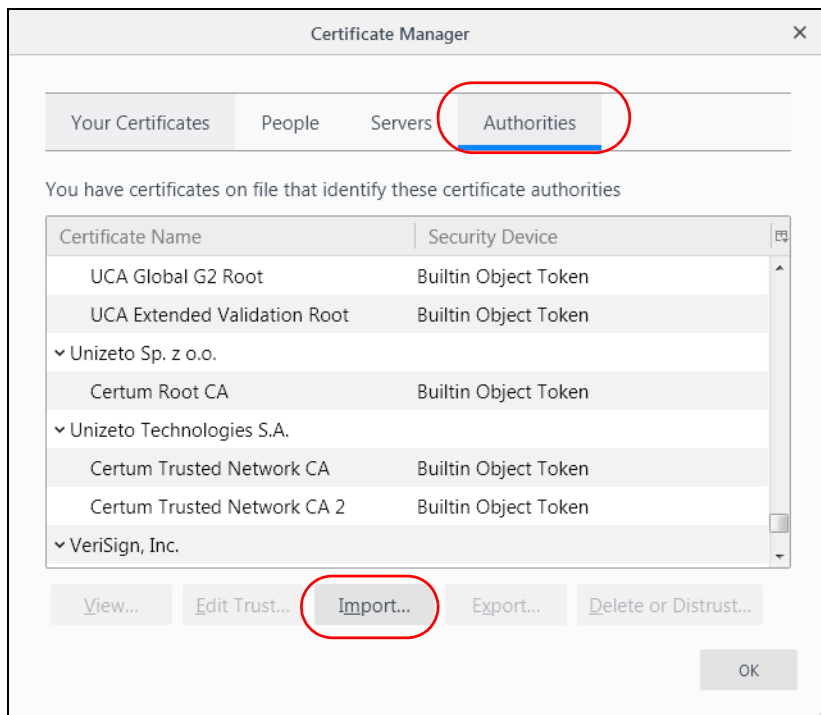 Certificate Manager
Your Certificates People Servers Authorities
You have certificates on file that identify these certificate authorities
Certificate Name Security Device
UCA Global G2 Root Builtin Object Token
UCA Extended Validation Root Builtin Object Token
Unizeto Sp. z o.o.
Certum Root CA Builtin Object Token
Unizeto Technologies S.A.
Certum Trusted Network CA Builtin Object Token
Certum Trusted Network CA 2 Builtin Object Token
VeriSign, Inc.
View... Edit Trust... Import... Export... Delete or Distrust...
OK